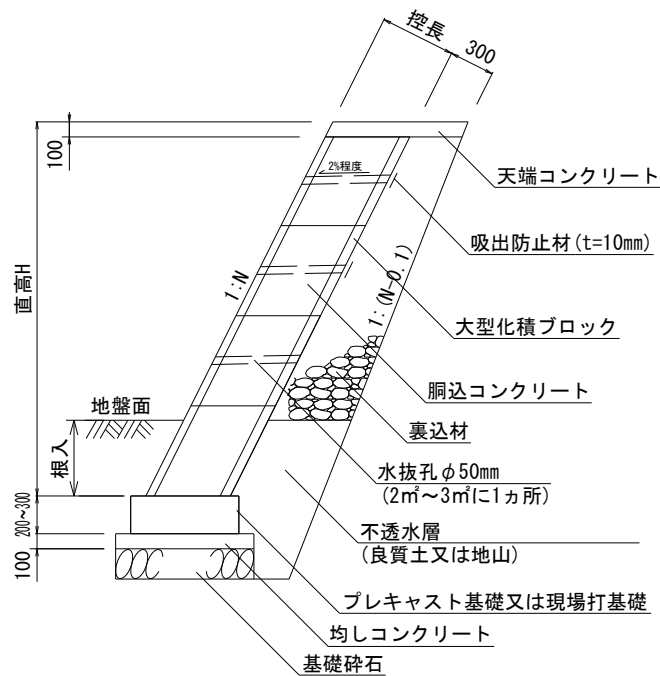 控長
300
100
2%程度
天端コンクリート
吸出防止材(t=10mm)
1:N
1:(N-0.1)
直高H
大型化積ブロック
胴込コンクリート
地盤面
裏込材
根入
水抜孔φ50mm
(2㎡～3㎡に1ヵ所)
200~300
不透水層
(良質土又は地山)
100
プレキャスト基礎又は現場打基礎
均しコンクリート
基礎砕石